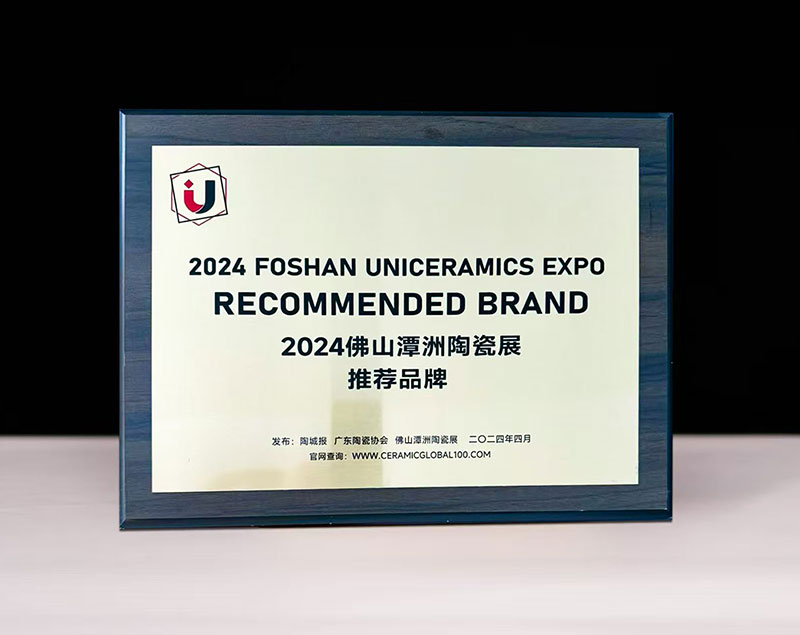 2024 FOSHAN UNICERAMICS EXPO
RECOMMENDED BRAND
2024佛山潭洲陶瓷展
推荐品牌
发布：陶城报 广东陶瓷协会 佛山潭洲陶瓷展 二〇二四年四月
官网查询：WWW.CERAMICGLOBAL100.COM